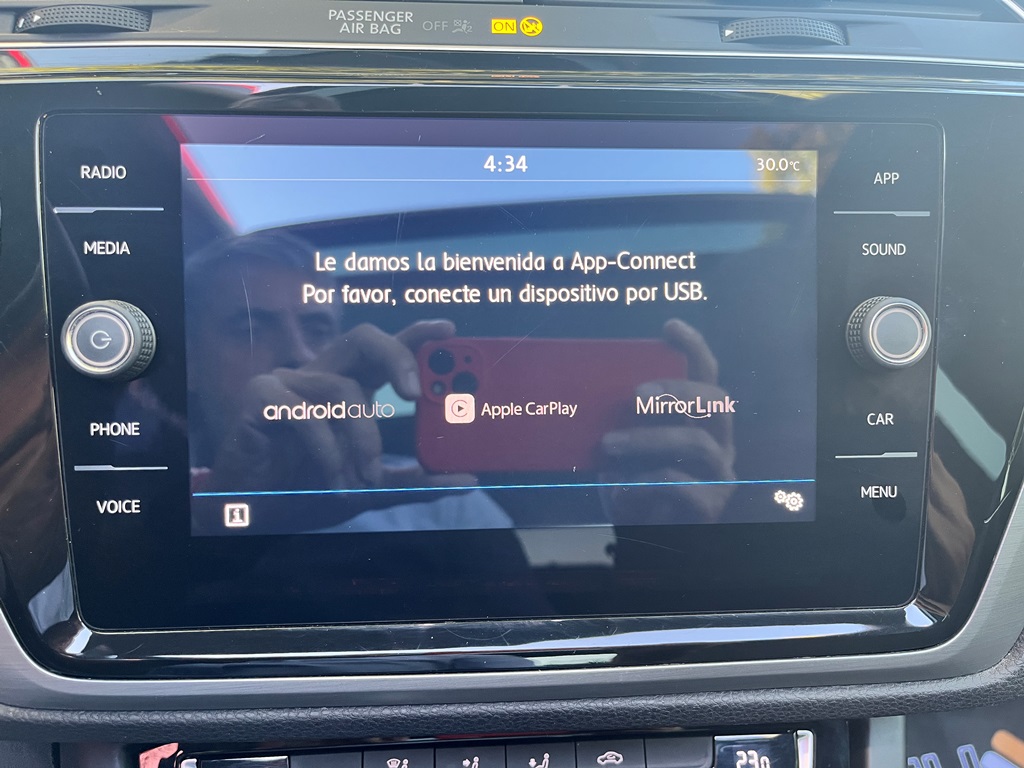 PASSENGER
AIR BAG
OFF
ON
4:34
30.0°C
RADIO
MEDIA
PHONE
VOICE
Le damos la bienvenida a App-Connect
Por favor, conecte un dispositivo por USB.
androidauto
Apple CarPlay
MirrorLink
APP
SOUND
CAR
MENU